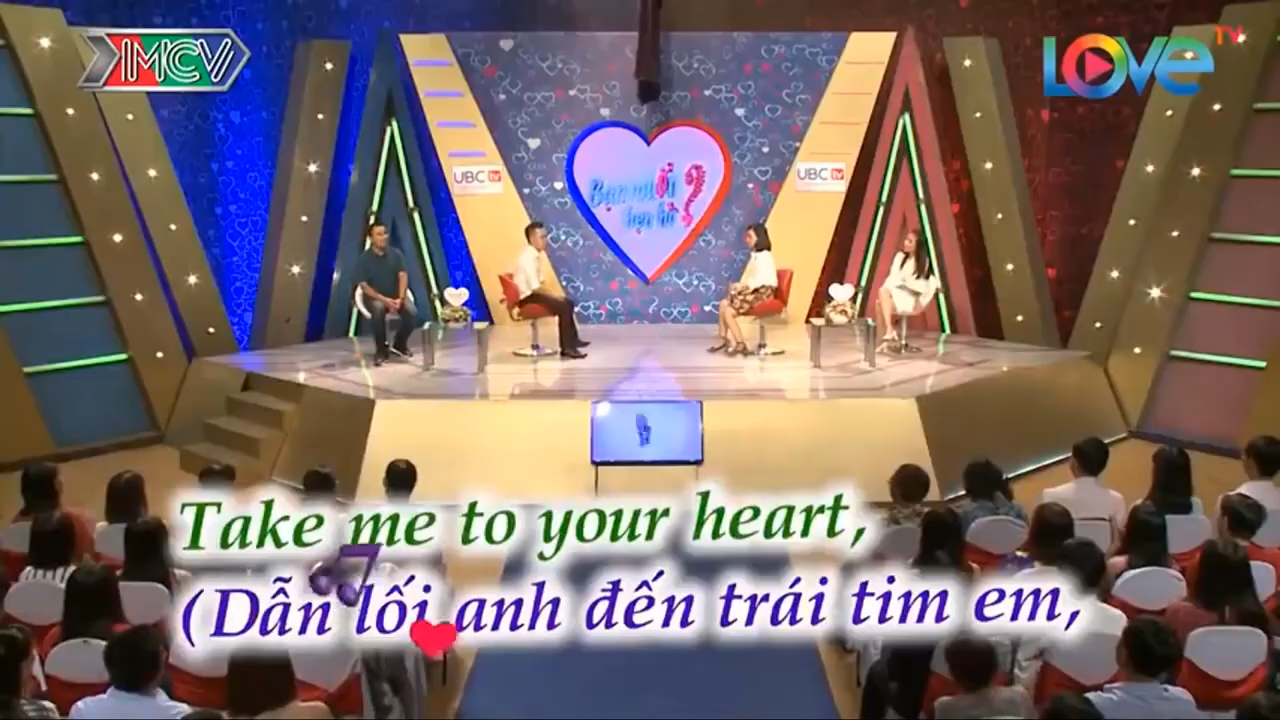 MCV
LOVE TV
UBC tv
UBC tv
Bạn muốn
hẹn hò ?
Take me to your heart,
(Dẫn lối anh đến trái tim em,